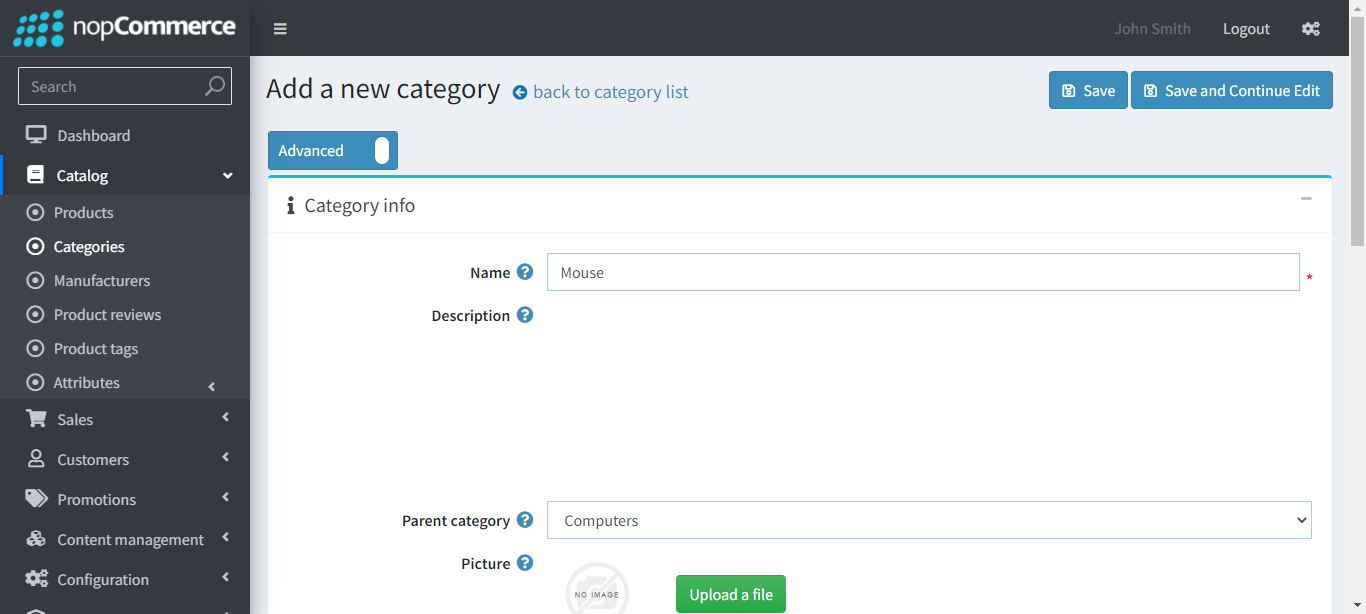 nopCommerce
John Smith
Logout
Search
Add a new category
back to category list
Save
Save and Continue Edit
Dashboard
Advanced
Catalog
Category info
Products
Categories
Name
Mouse
*
Manufacturers
Description
Product reviews
Product tags
Attributes
Sales
Customers
Promotions
Parent category
Computers
Content management
Picture
Configuration
NO IMAGE
Upload a file